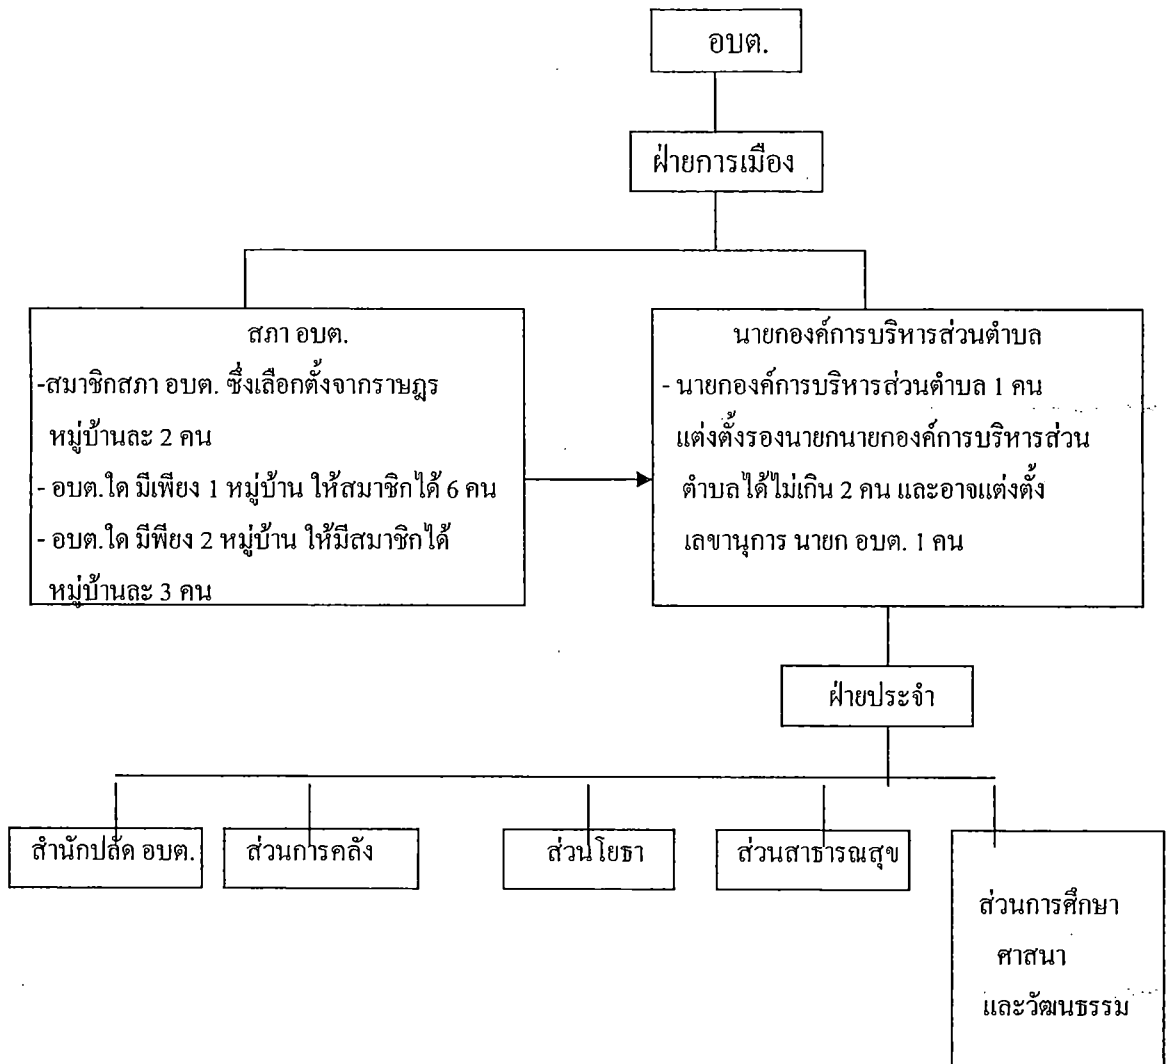 อบต.
ฝ่ายการเมือง
สภา อบต.
-สมาชิกสภา อบต. ซึ่งเลือกตั้งจากราษฎร
หมู่บ้านละ 2 คน
- อบต.ใด มีเพียง 1 หมู่บ้าน ให้สมาชิกได้ 6 คน
- อบต.ใด มีพียง 2 หมู่บ้าน ให้มีสมาชิกได้
หมู่บ้านละ 3 คน
นายกองค์การบริหารส่วนตำบล
- นายกองค์การบริหารส่วนตำบล 1 คน
แต่งตั้งรองนายกนายกองค์การบริหารส่วน
ตำบลได้ไม่เกิน 2 คน และอาจแต่งตั้ง
เลขานุการ นายก อบต. 1 คน
ฝ่ายประจำ
สำนักปลัด อบต.
ส่วนการคลัง
ส่วนโยธา
ส่วนสาธารณสุข
ส่วนการศึกษา
ศาสนา
และวัฒนธรรม